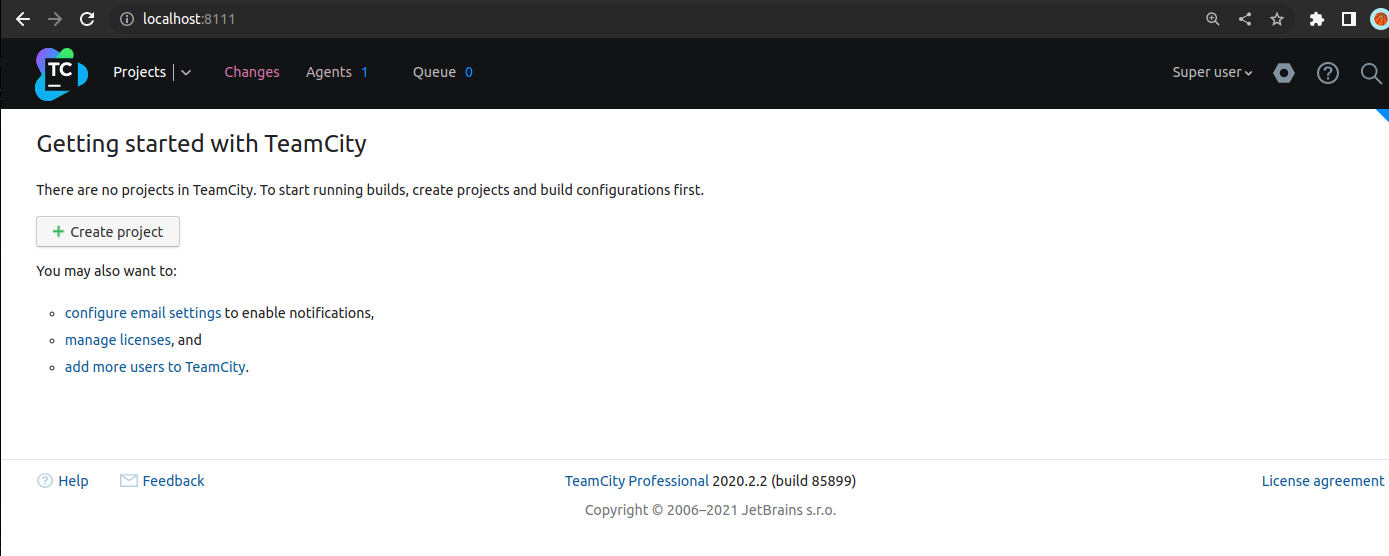 localhost:8111
TC
Projects
Changes
Agents 1
Queue 0
Super user
Getting started with TeamCity
There are no projects in TeamCity. To start running builds, create projects and build configurations first.
+ Create project
You may also want to:
configure email settings to enable notifications,
manage licenses, and
add more users to TeamCity.
Help
Feedback
TeamCity Professional 2020.2.2 (build 85899)
License agreement
Copyright © 2006–2021 JetBrains s.r.o.